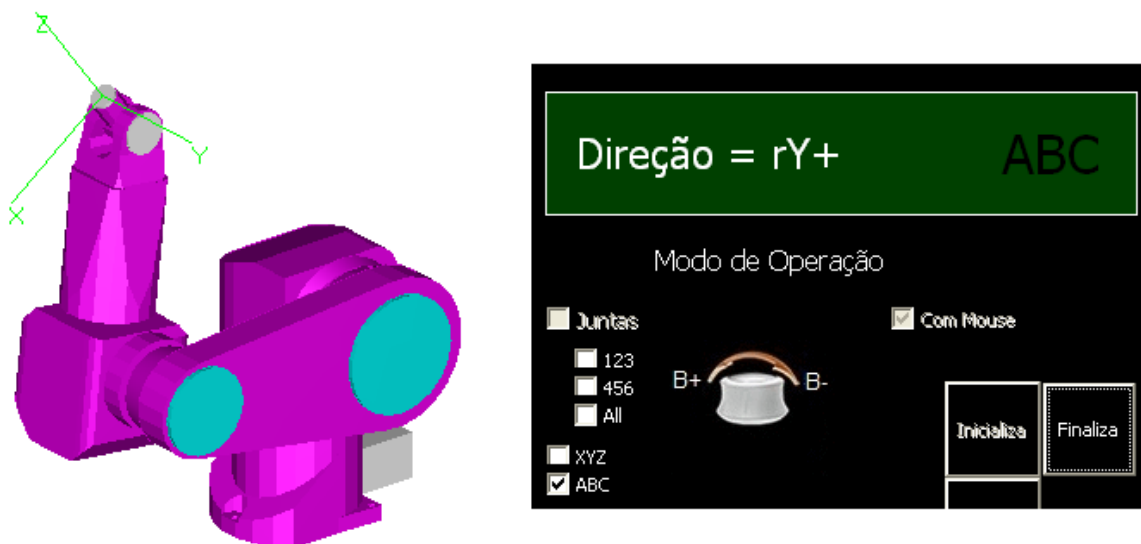 Z
Y
X
Direção = rY+ ABC
Modo de Operação
Juntas
Com Mouse
123
456
All
B+ B-
XYZ
ABC
Inicializa
Finaliza